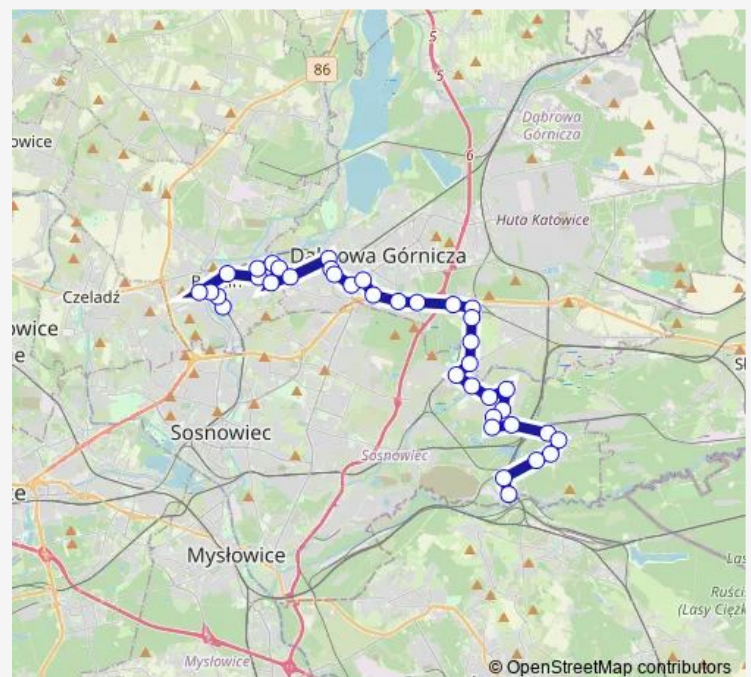 5
86
5
Dąbrowa
Górnicza
owice
6
Huta Katowice
Dąbrowa Górnicza
Czeladź
owice
e
Sosnowiec
Sosnowiec
Mysłowice
Las
Ruści
(Lasy Ciężk
Mysłowice
© OpenStreetMap contributors